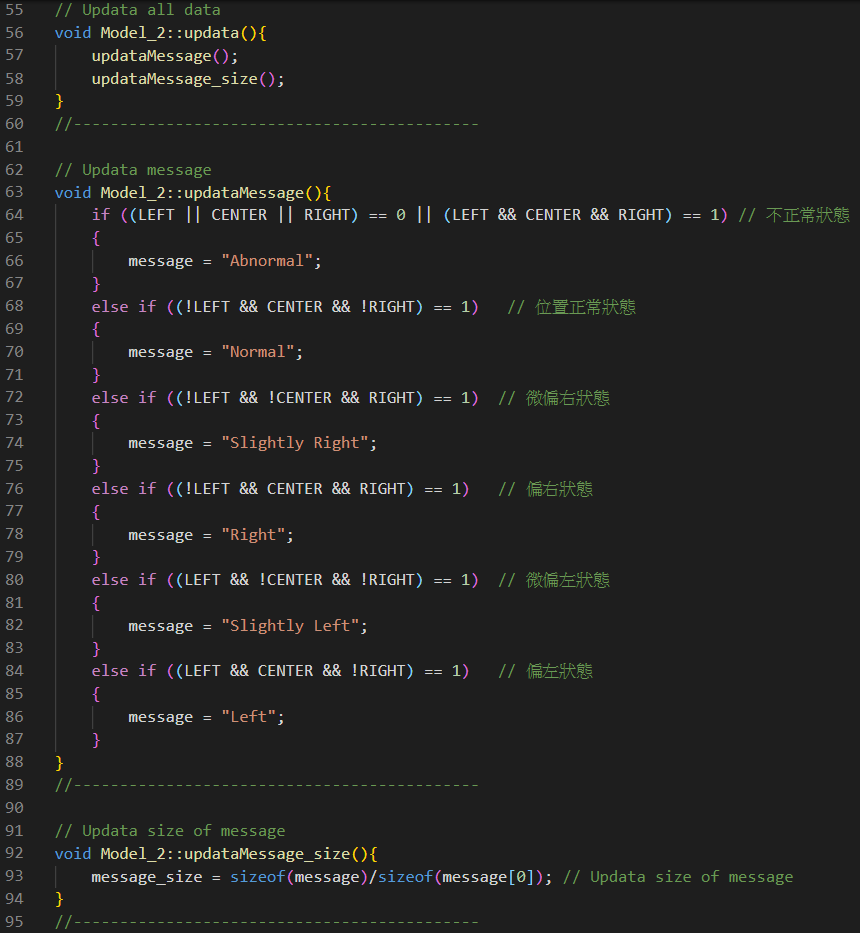 55 // Updata all data
56 void Model_2::updata(){
57     updataMessage();
58     updataMessage_size();
59 }
60 //--------------------------------------------
61
62 // Updata message
63 void Model_2::updataMessage(){
64     if ((LEFT || CENTER || RIGHT) == 0 || (LEFT && CENTER && RIGHT) == 1) // 不正常狀態
65     {
66         message = "Abnormal";
67     }
68     else if ((!LEFT && CENTER && !RIGHT) == 1)   // 位置正常狀態
69     {
70         message = "Normal";
71     }
72     else if ((!LEFT && !CENTER && RIGHT) == 1)  // 微偏右狀態
73     {
74         message = "Slightly Right";
75     }
76     else if ((!LEFT && CENTER && RIGHT) == 1)   // 偏右狀態
77     {
78         message = "Right";
79     }
80     else if ((LEFT && !CENTER && !RIGHT) == 1)  // 微偏左狀態
81     {
82         message = "Slightly Left";
83     }
84     else if ((LEFT && CENTER && !RIGHT) == 1)   // 偏左狀態
85     {
86         message = "Left";
87     }
88 }
89 //--------------------------------------------
90
91 // Updata size of message
92 void Model_2::updataMessage_size(){
93     message_size = sizeof(message)/sizeof(message[0]); // Updata size of message
94 }
95 //--------------------------------------------